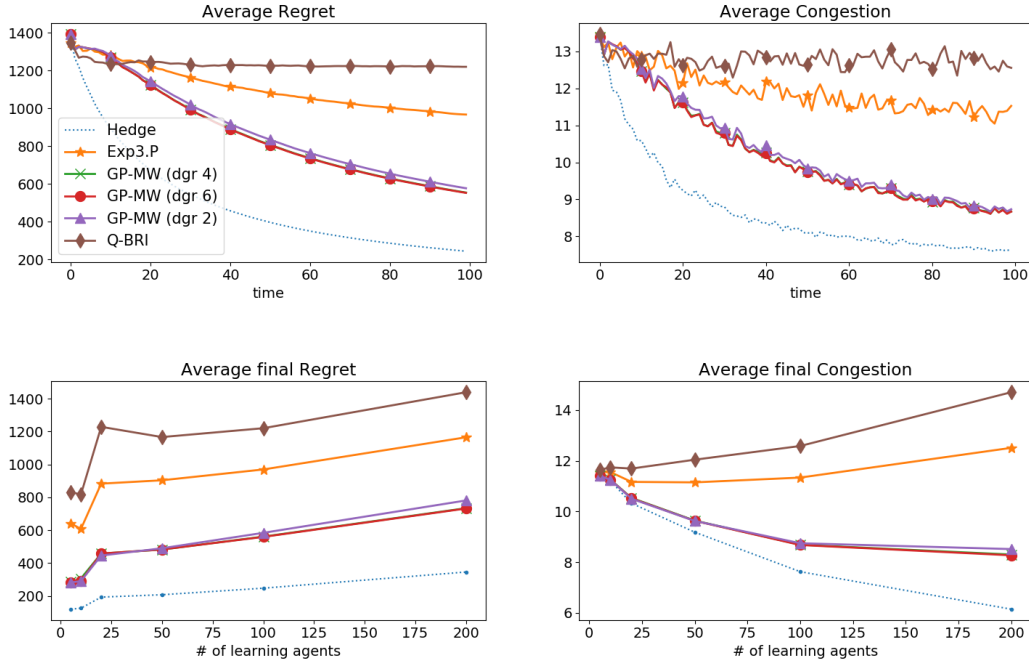 Average Regret
1400
1200
1000
800
600
400
200
Hedge
Exp3.P
GP-MW (dgr 4)
GP-MW (dgr 6)
GP-MW (dgr 2)
Q-BRI
0 20 40 60 80 100
time
Average Congestion
13
12
11
10
9
8
0 20 40 60 80 100
time
Average final Regret
1400
1200
1000
800
600
400
200
0 25 50 75 100 125 150 175 200
# of learning agents
Average final Congestion
14
12
10
8
6
0 25 50 75 100 125 150 175 200
# of learning agents